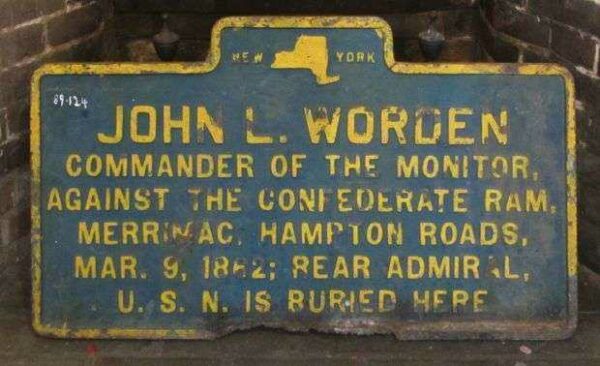 NEW YORK
89·124
JOHN L. WORDEN
COMMANDER OF THE MONITOR,
AGAINST THE CONFEDERATE RAM,
MERRIMAC, HAMPTON ROADS,
MAR. 9, 1862; REAR ADMIRAL,
U. S. N. IS BURIED HERE